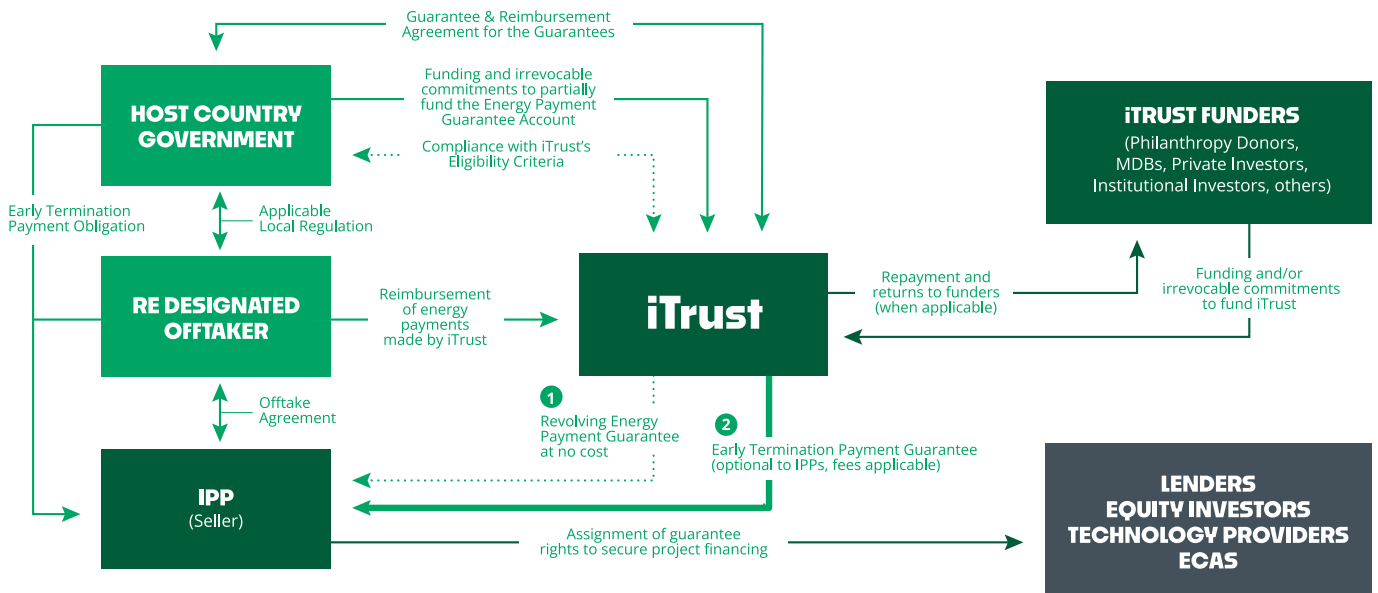 Guarantee & Reimbursement
Agreement for the Guarantees
HOST COUNTRY
GOVERNMENT
Funding and irrevocable
commitments to partially
fund the Energy Payment
Guarantee Account
Compliance with iTrust's
Eligibility Criteria
iTRUST FUNDERS
(Philanthropy Donors,
MDBs, Private Investors,
Institutional Investors, others)
Early Termination
Payment Obligation
Applicable
Local Regulation
RE DESIGNATED
OFFTAKER
Reimbursement
of energy
payments
made by iTrust
iTrust
Repayment and
returns to funders
(when applicable)
Funding and/or
irrevocable commitments
to fund iTrust
Offtake
Agreement
1
Revolving Energy
Payment Guarantee
at no cost
2
Early Termination Payment Guarantee
(optional to IPPs, fees applicable)
IPP
(Seller)
Assignment of guarantee
rights to secure project financing
LENDERS
EQUITY INVESTORS
TECHNOLOGY PROVIDERS
ECAS